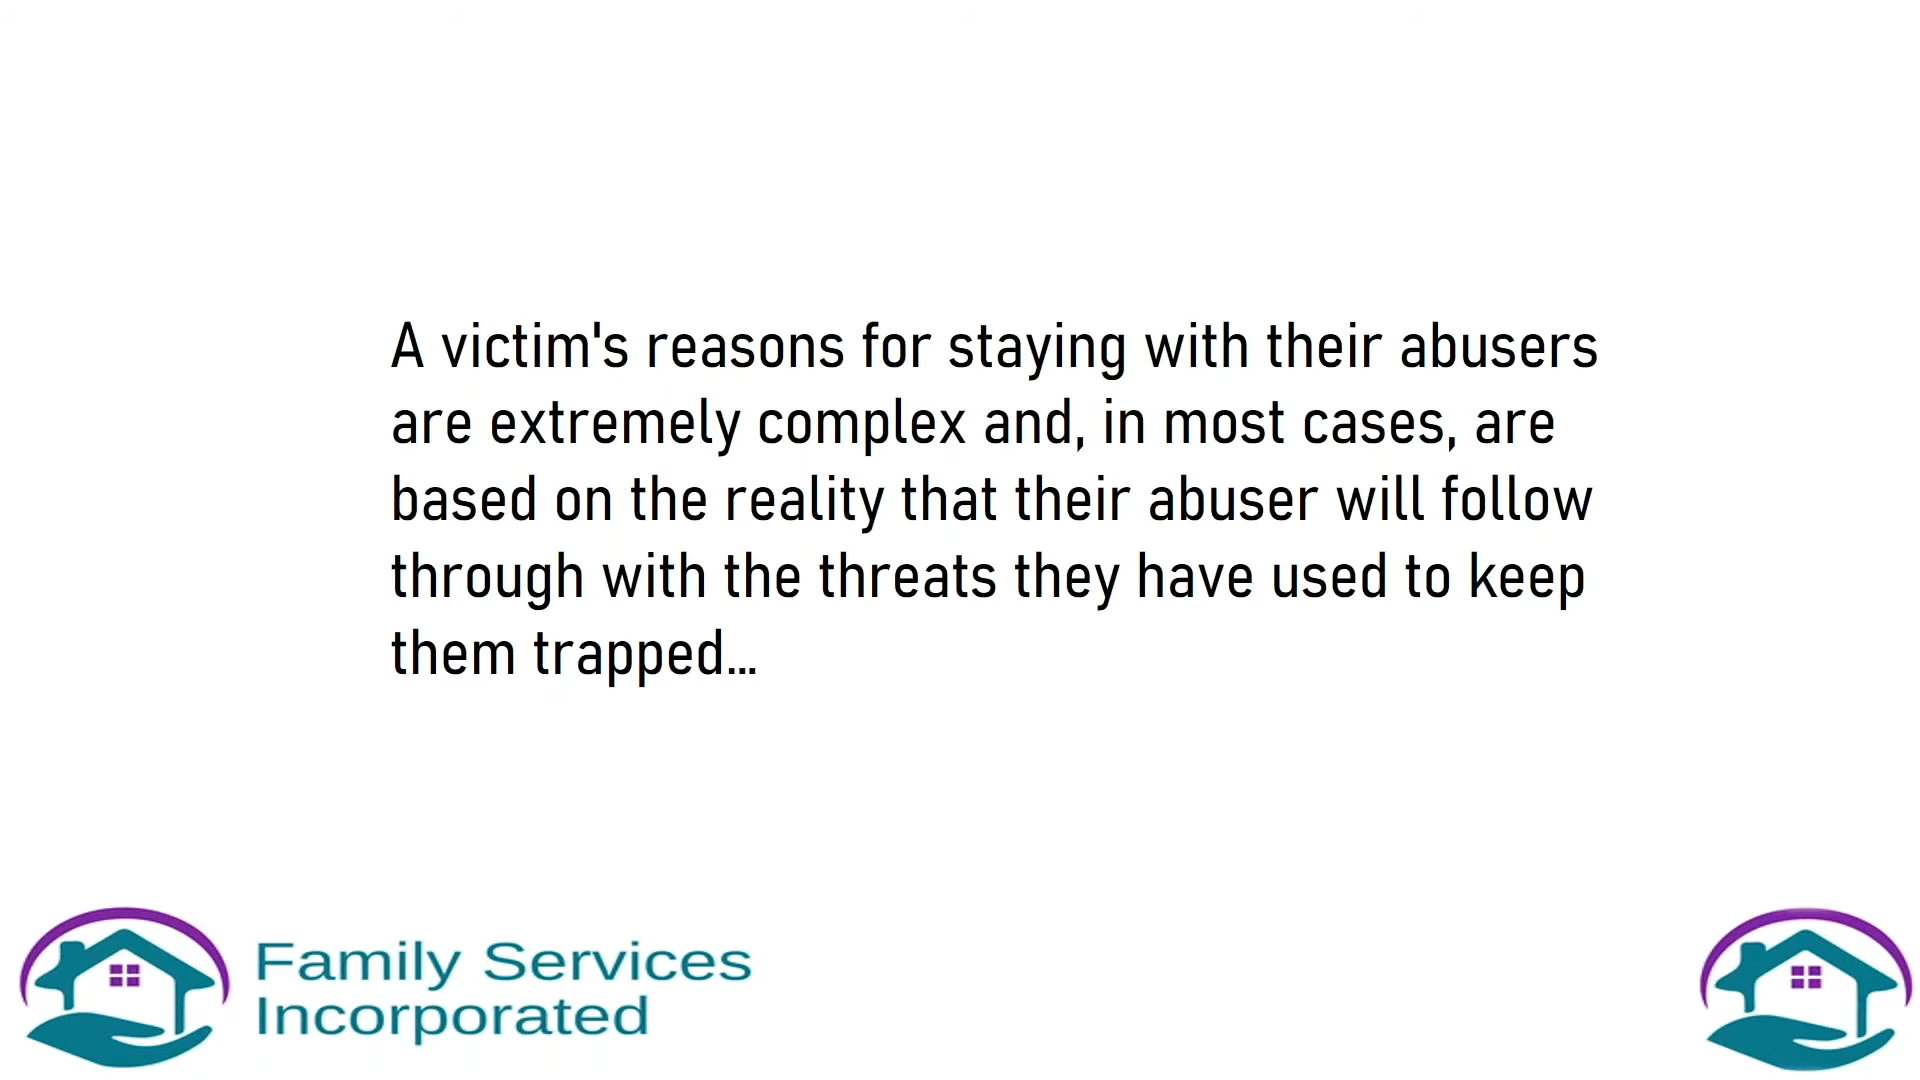 A victim's reasons for staying with their abusers
are extremely complex and, in most cases, are
based on the reality that their abuser will follow
through with the threats they have used to keep
them trapped...
Family Services
Incorporated